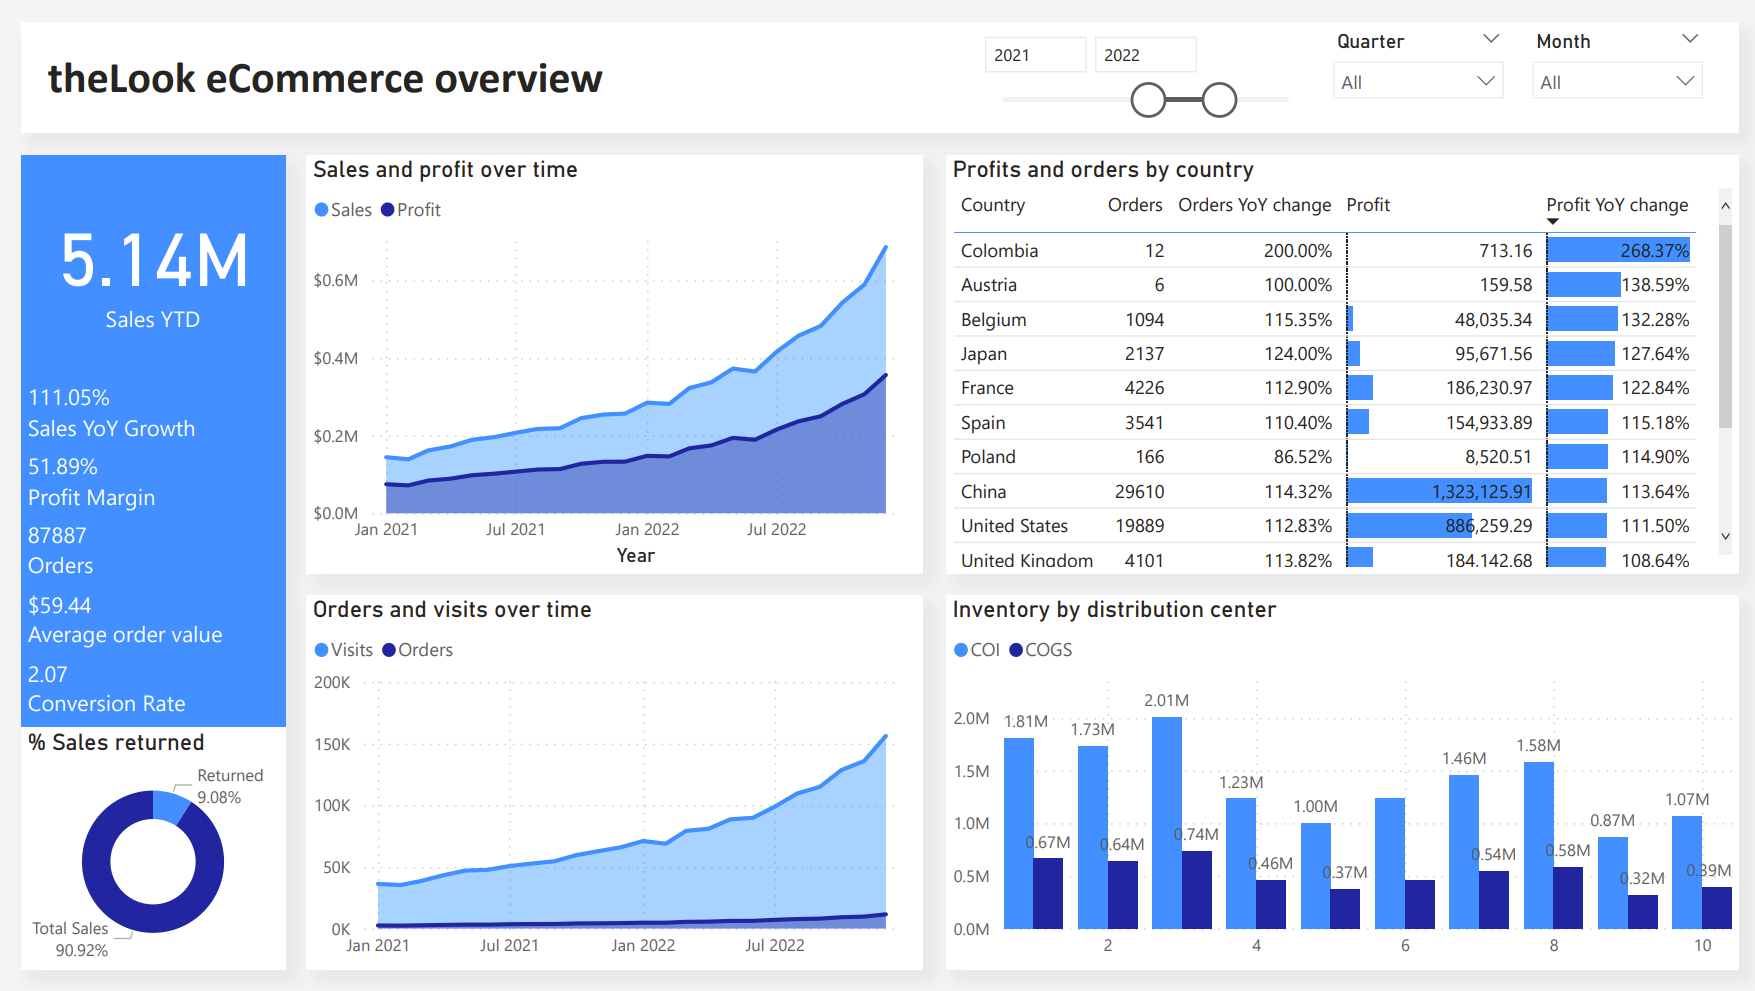 theLook eCommerce overview
2021 2022
Quarter
All
Month
All
5.14M
Sales YTD
111.05%
Sales YoY Growth
51.89%
Profit Margin
87887
Orders
$59.44
Average order value
2.07
Conversion Rate
% Sales returned
Returned
9.08%
Total Sales
90.92%
Sales and profit over time
Sales Profit
$0.6M
$0.4M
$0.2M
$0.0M
Jan 2021 Jul 2021 Jan 2022 Jul 2022
Year
Profits and orders by country
Country Orders Orders YoY change Profit Profit YoY change
Colombia 12 200.00% 713.16 268.37%
Austria 6 100.00% 159.58 138.59%
Belgium 1094 115.35% 48,035.34 132.28%
Japan 2137 124.00% 95,671.56 127.64%
France 4226 112.90% 186,230.97 122.84%
Spain 3541 110.40% 154,933.89 115.18%
Poland 166 86.52% 8,520.51 114.90%
China 29610 114.32% 1,323,125.91 113.64%
United States 19889 112.83% 886,259.29 111.50%
United Kingdom 4101 113.82% 184,142.68 108.64%
Orders and visits over time
Visits Orders
200K
150K
100K
50K
0K
Jan 2021 Jul 2021 Jan 2022 Jul 2022
Inventory by distribution center
COI COGS
2.0M
1.5M
1.0M
0.5M
0.0M
1.81M 1.73M 2.01M 1.23M 1.00M 1.46M 1.58M 0.87M 1.07M
0.67M 0.64M 0.74M 0.46M 0.37M 0.54M 0.58M 0.32M 0.39M
2 4 6 8 10